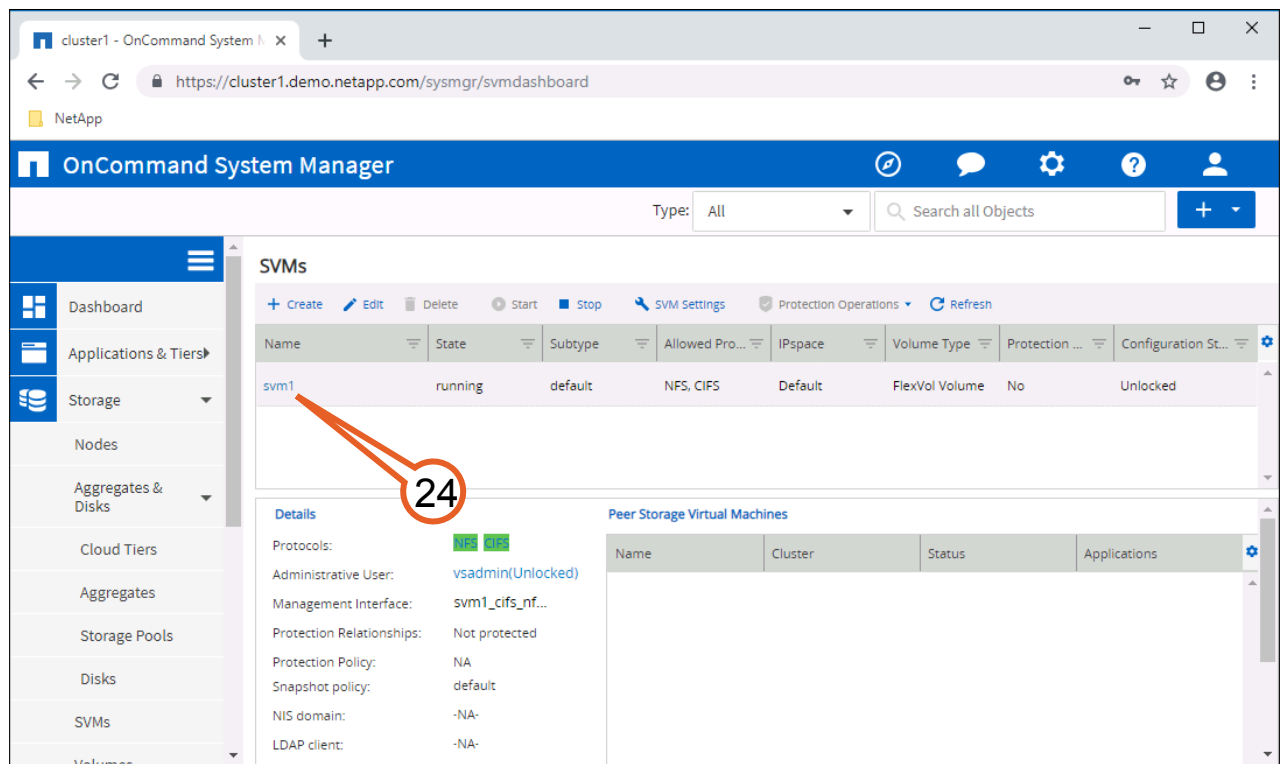 cluster1 - OnCommand System M
https://cluster1.demo.netapp.com/sysmgr/svmdashboard
NetApp
OnCommand System Manager
Type: All Search all Objects
SVMs
Dashboard
Create Edit Delete Start Stop SVM Settings Protection Operations Refresh
Applications & Tiers
Name State Subtype Allowed Pro... IPspace Volume Type Protection ... Configuration St...
svm1 running default NFS, CIFS Default FlexVol Volume No Unlocked
Storage
Nodes
Aggregates &
Disks
24
Cloud Tiers
Aggregates
Storage Pools
Disks
SVMs
Volumes
Details
Protocols: NFS CIFS
Administrative User: vsadmin(Unlocked)
Management Interface: svm1_cifs_nf...
Protection Relationships: Not protected
Protection Policy: NA
Snapshot policy: default
NIS domain: -NA-
LDAP client: -NA-
Peer Storage Virtual Machines
Name Cluster Status Applications